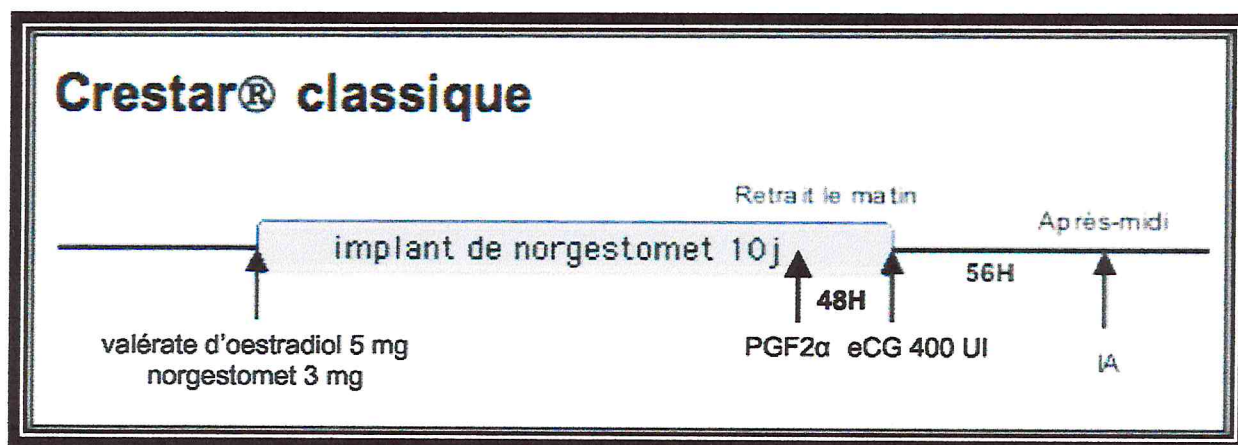 Crestar® classique
Retrait le matin
Après-midi
implant de norgestomet 10j
56H
48H
valérate d'oestradiol 5 mg
norgestomet 3 mg
PGF2α eCG 400 UI
IA